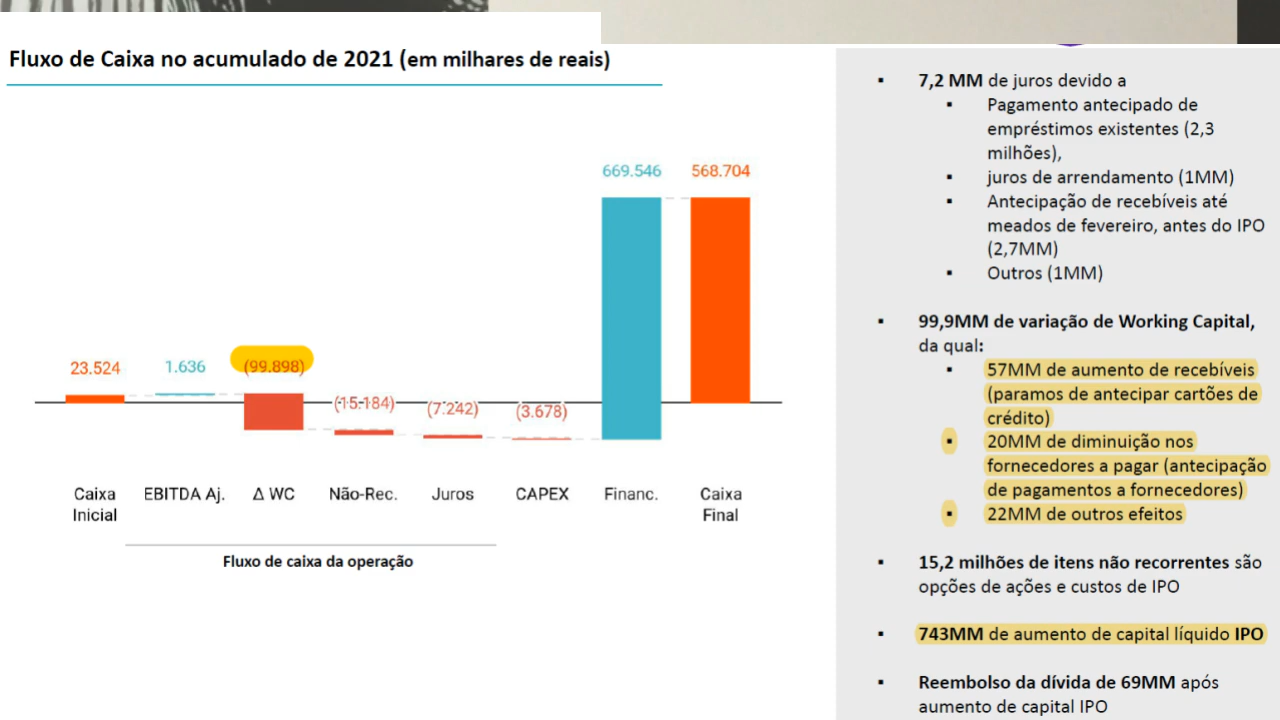 Fluxo de Caixa no acumulado de 2021 (em milhares de reais)
669.546
568.704
23.524
1.636
(99.898)
(15.184)
(7.242)
(3.678)
Caixa Inicial
EBITDA Aj.
Δ WC
Não-Rec.
Juros
CAPEX
Financ.
Caixa Final
Fluxo de caixa da operação
▪ 7,2 MM de juros devido a
▪ Pagamento antecipado de
empréstimos existentes (2,3
milhões),
▪ juros de arrendamento (1MM)
▪ Antecipação de recebíveis até
meados de fevereiro, antes do IPO
(2,7MM)
▪ Outros (1MM)
▪ 99,9MM de variação de Working Capital,
da qual:
▪ 57MM de aumento de recebíveis
(paramos de antecipar cartões de
crédito)
▪ 20MM de diminuição nos
fornecedores a pagar (antecipação
de pagamentos a fornecedores)
▪ 22MM de outros efeitos
▪ 15,2 milhões de itens não recorrentes são
opções de ações e custos de IPO
▪ 743MM de aumento de capital líquido IPO
▪ Reembolso da dívida de 69MM após
aumento de capital IPO